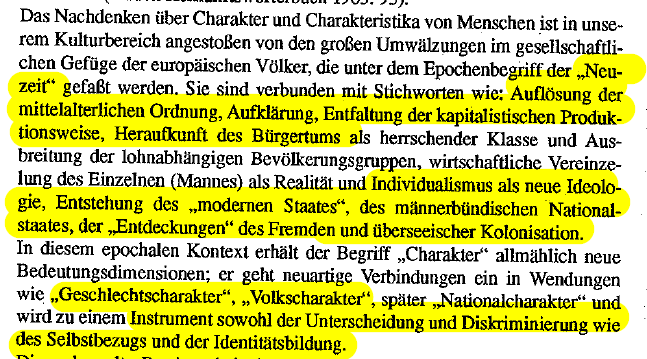 Das Nachdenken über Charakter und Charakteristika von Menschen ist in unse-
rem Kulturbereich angestoßen von den großen Umwälzungen im gesellschaftli-
chen Gefüge der europäischen Völker, die unter dem Epochenbegriff der „Neu-
zeit“ gefaßt werden. Sie sind verbunden mit Stichworten wie: Auflösung der
mittelalterlichen Ordnung, Aufklärung, Entfaltung der kapitalistischen Produk-
tionsweise, Heraufkunft des Bürgertums als herrschender Klasse und Aus-
breitung der lohnabhängigen Bevölkerungsgruppen, wirtschaftliche Vereinze-
lung des Einzelnen (Mannes) als Realität und Individualismus als neue Ideolo-
gie, Entstehung des „modernen Staates“, des männerbündischen National-
staates, der „Entdeckungen“ des Fremden und überseeischer Kolonisation.
In diesem epochalen Kontext erhält der Begriff „Charakter“ allmählich neue
Bedeutungsdimensionen; er geht neuartige Verbindungen ein in Wendungen
wie „Geschlechtscharakter“, „Volkscharakter“, später „Nationalcharakter“ und
wird zu einem Instrument sowohl der Unterscheidung und Diskriminierung wie
des Selbstbezugs und der Identitätsbildung.